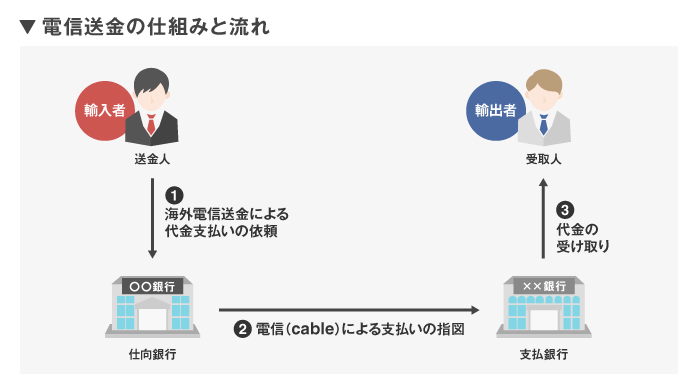 ▼電信送金の仕組みと流れ
輸入者
輸出者
送金人
受取人
❶
海外電信送金による
代金支払いの依頼
❸
代金の
受け取り
〇〇銀行
××銀行
❷ 電信（cable）による支払いの指図
仕向銀行
支払銀行